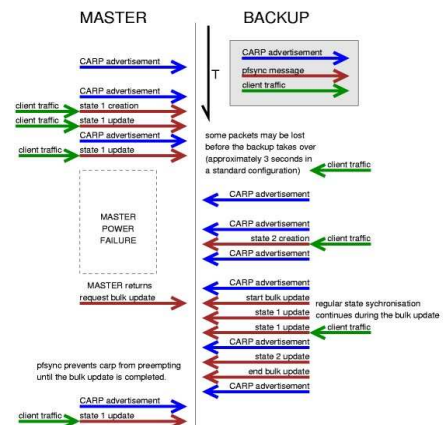 MASTER
BACKUP
T
CARP advertisement
pfsync message
client traffic
CARP advertisement
CARP advertisement
client traffic state 1 creation
client traffic state 1 update
CARP advertisement
client traffic state 1 update
some packets may be lost
before the backup takes over
(approximately 3 seconds in
a standard configuration)
client traffic
MASTER
POWER
FAILURE
CARP advertisement
CARP advertisement
state 2 creation client traffic
CARP advertisement
MASTER returns
request bulk update
CARP advertisement
start bulk update
state 1 update
state 1 update client traffic
regular state sychronisation
continues during the bulk update
CARP advertisement
state 2 update
end bulk update
CARP advertisement
pfsync prevents carp from preempting
until the bulk update is completed.
CARP advertisement
client traffic state 1 update